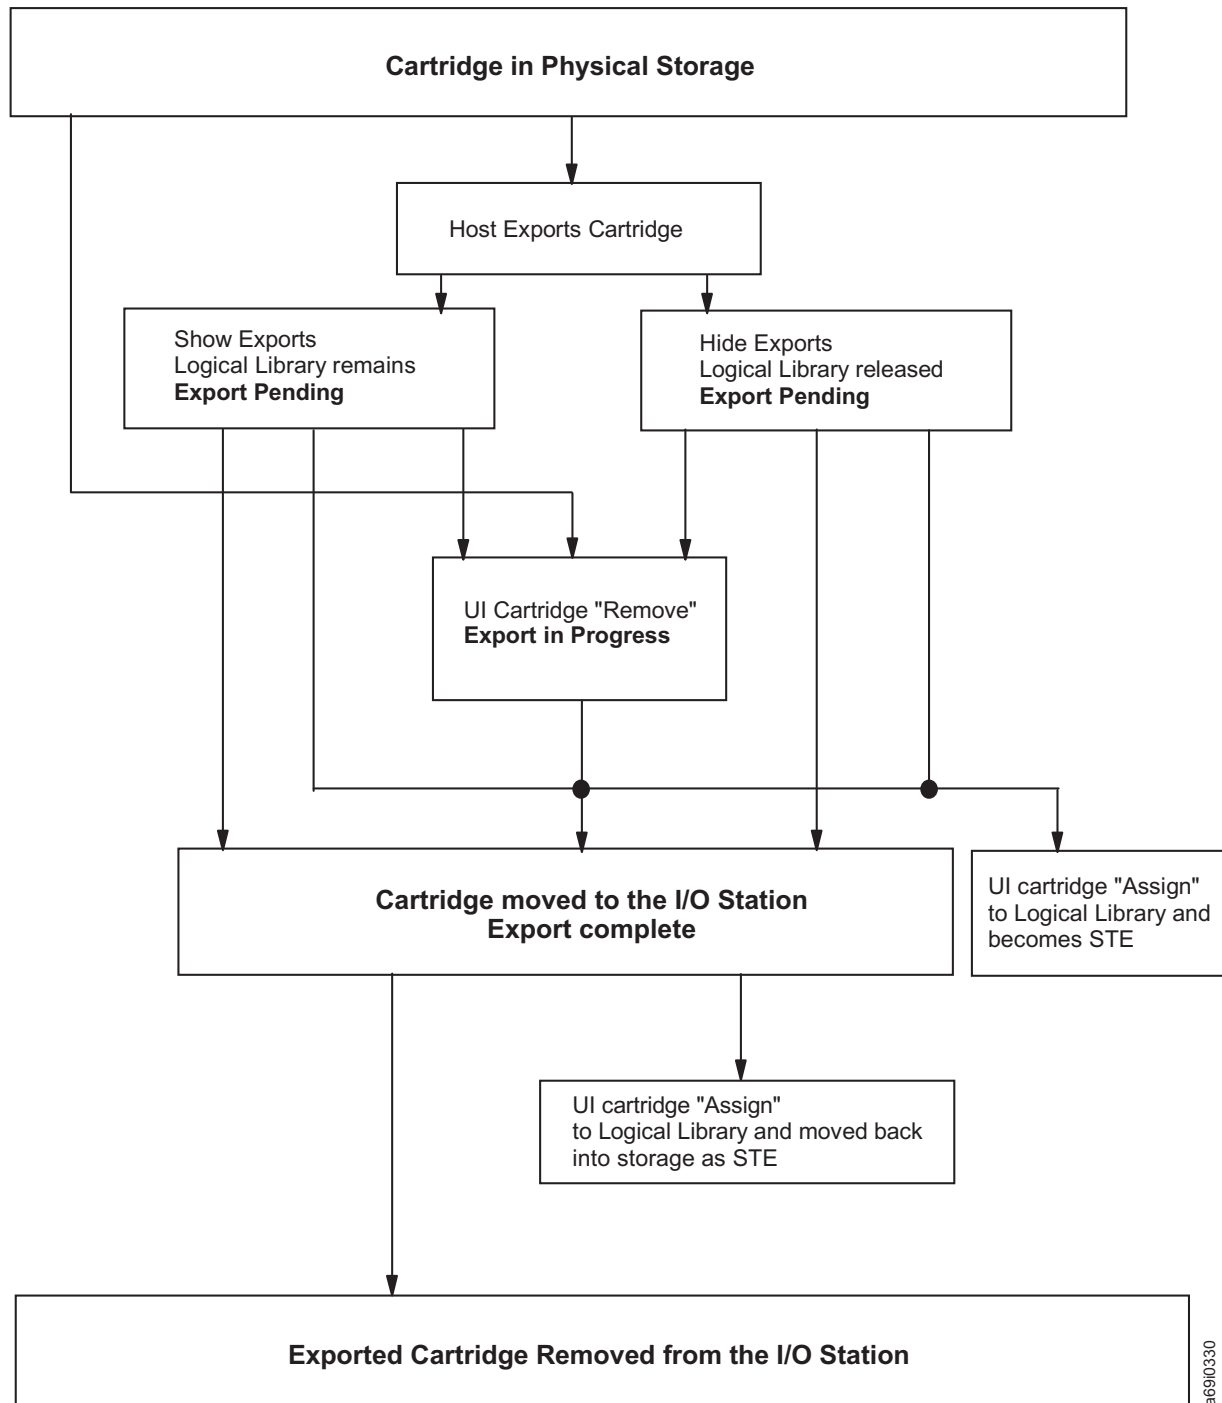 Cartridge in Physical Storage
Host Exports Cartridge
Show Exports
Logical Library remains
Export Pending
Hide Exports
Logical Library released
Export Pending
UI Cartridge "Remove"
Export in Progress
Cartridge moved to the I/O Station
Export complete
UI cartridge "Assign"
to Logical Library and
becomes STE
UI cartridge "Assign"
to Logical Library and moved back
into storage as STE
Exported Cartridge Removed from the I/O Station
a69i0330